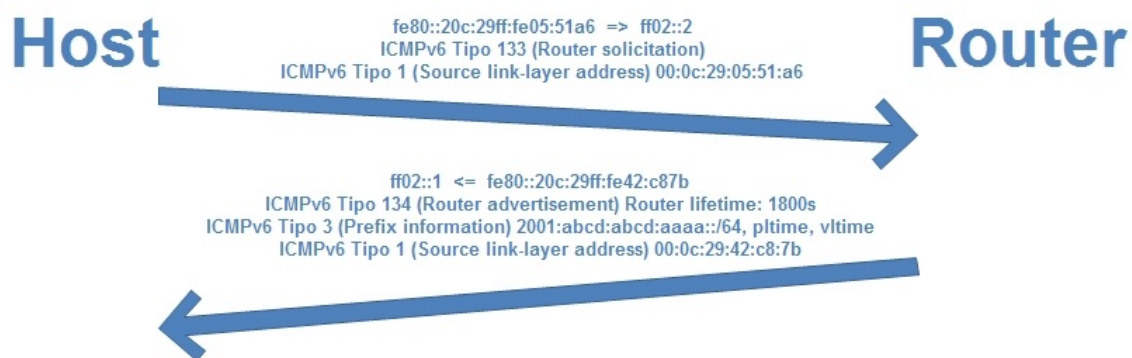 Host
Router
fe80::20c:29ff:fe05:51a6 => ff02::2
ICMPv6 Tipo 133 (Router solicitation)
ICMPv6 Tipo 1 (Source link-layer address) 00:0c:29:05:51:a6
ff02::1 <= fe80::20c:29ff:fe42:c87b
ICMPv6 Tipo 134 (Router advertisement) Router lifetime: 1800s
ICMPv6 Tipo 3 (Prefix information) 2001:abcd:abcd:aaaa::/64, pltime, vltime
ICMPv6 Tipo 1 (Source link-layer address) 00:0c:29:42:c8:7b